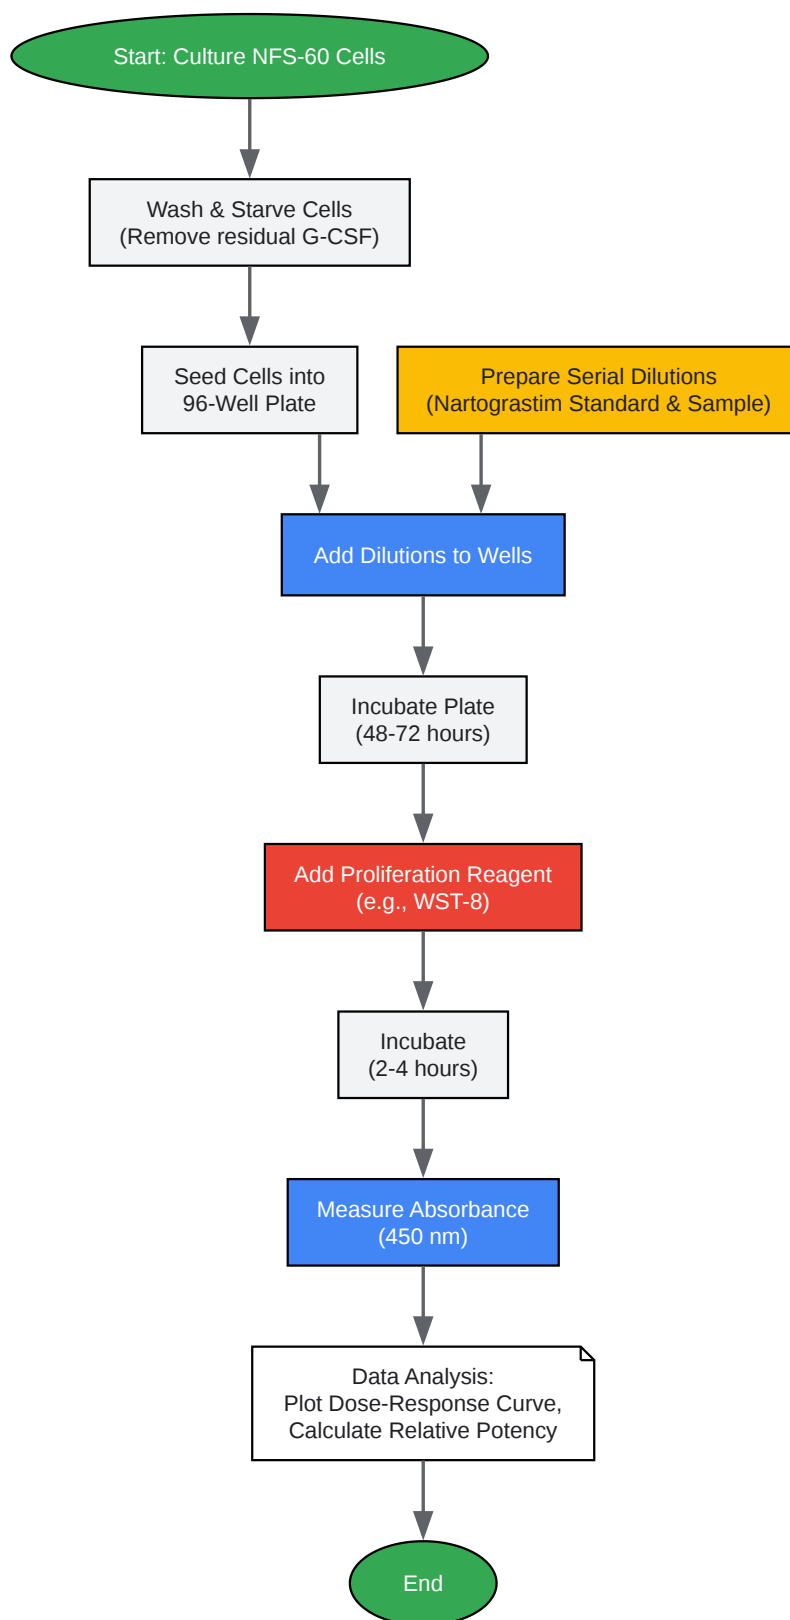 Start: Culture NFS-60 Cells
Wash & Starve Cells
(Remove residual G-CSF)
Seed Cells into
96-Well Plate
Prepare Serial Dilutions
(Nartograstim Standard & Sample)
Add Dilutions to Wells
Incubate Plate
(48-72 hours)
Add Proliferation Reagent
(e.g., WST-8)
Incubate
(2-4 hours)
Measure Absorbance
(450 nm)
Data Analysis:
Plot Dose-Response Curve,
Calculate Relative Potency
End